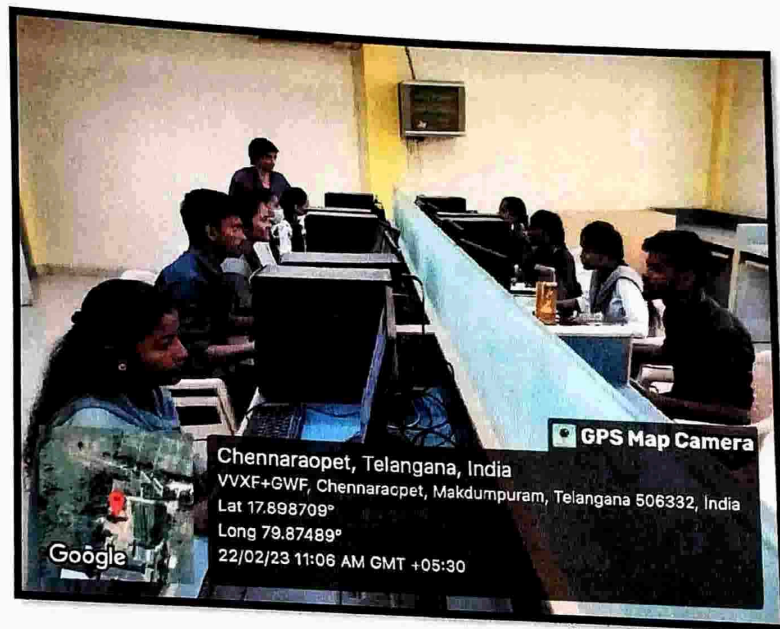 GPS Map Camera
Chennaraopet, Telangana, India
VVXF+GWF, Chennaraopet, Makdumpuram, Telangana 506332, India
Lat 17.898709°
Long 79.87489°
22/02/23 11:06 AM GMT +05:30
Google